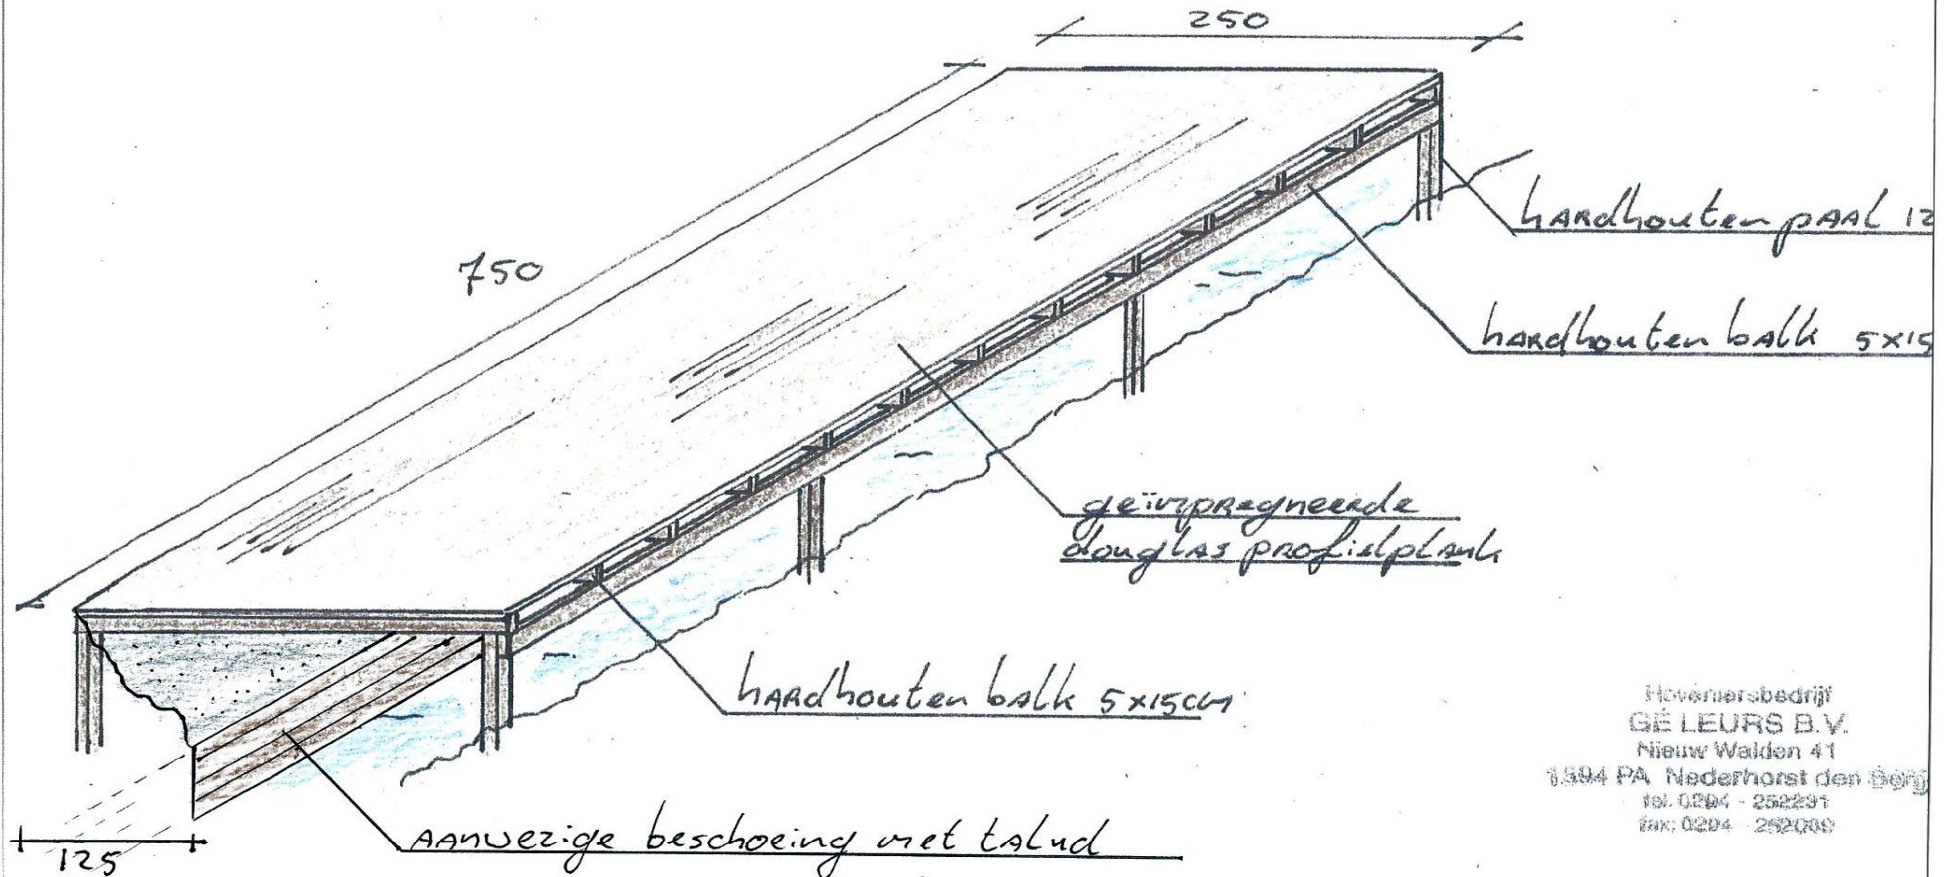 250
750
hardhouten paal 12
hardhouten balk 5x15
geïmpregneerde
douglas profielplank
hardhouten balk 5x15cm
Hoveniersbedrijf
GÉ LEURS B.V.
Nieuw Walden 41
1394 PA Nederhorst den Berg
tel. 0294 - 252291
fax: 0294 - 252009
aanwezige beschoeing met talud
125